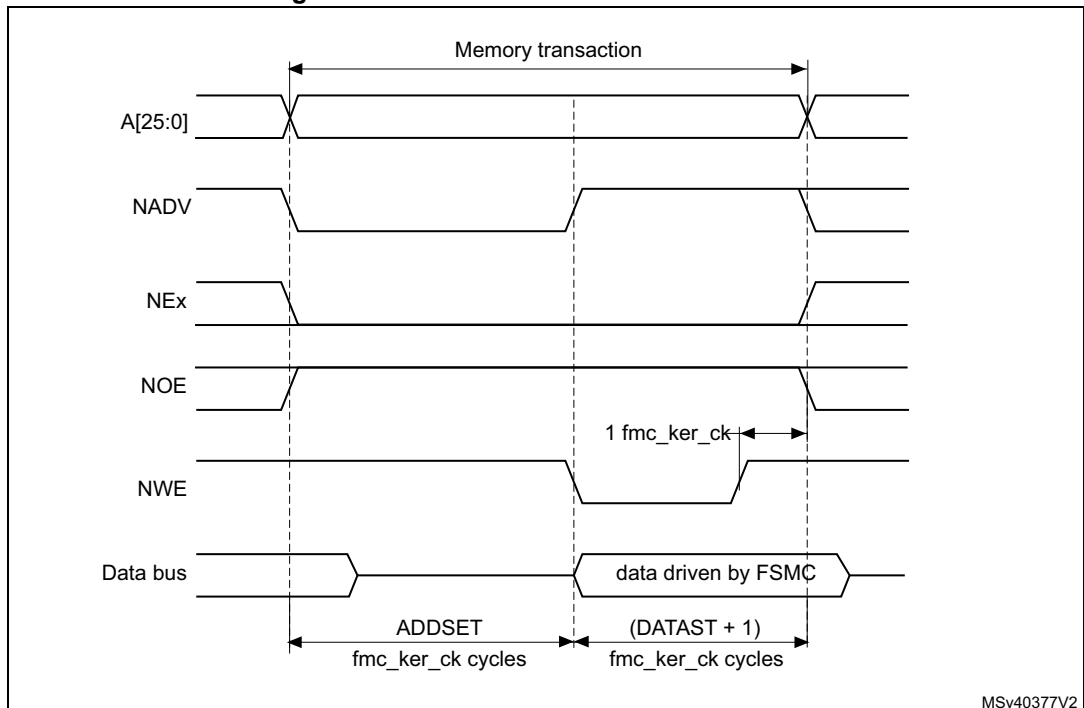 Memory transaction
A[25:0]
NADV
NEx
NOE
1 fmc_ker_ck
NWE
Data bus
data driven by FSMC
ADDSET
(DATAST + 1)
fmc_ker_ck cycles
fmc_ker_ck cycles
MSv40377V2